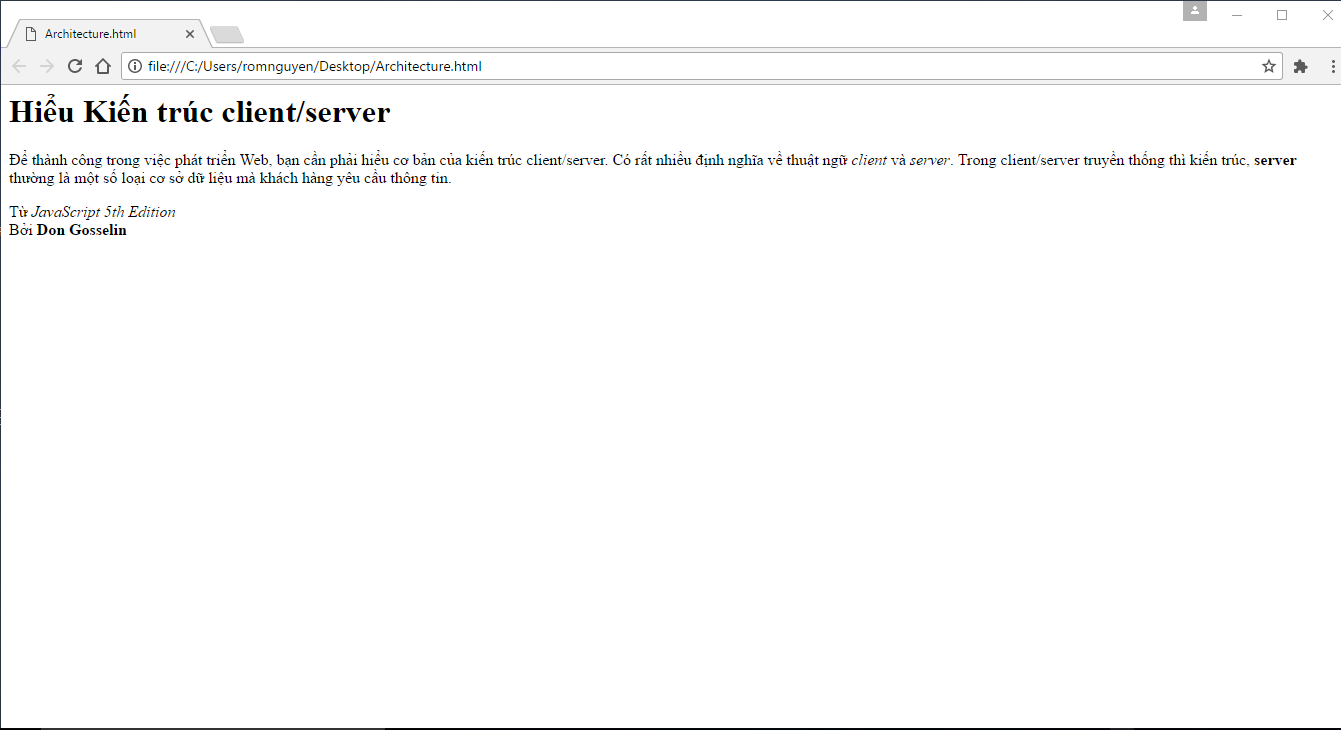 Architecture.html
file:///C:/Users/romnguyen/Desktop/Architecture.html
Hiểu Kiến trúc client/server
Để thành công trong việc phát triển Web, bạn cần phải hiểu cơ bản của kiến trúc client/server. Có rất nhiều định nghĩa về thuật ngữ client và server. Trong client/server truyền thống thì kiến trúc, server
thường là một số loại cơ sở dữ liệu mà khách hàng yêu cầu thông tin.
Từ JavaScript 5th Edition
Bởi Don Gosselin